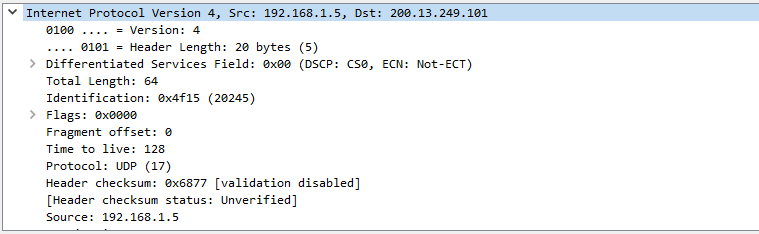 Internet Protocol Version 4, Src: 192.168.1.5, Dst: 200.13.249.101
0100 .... = Version: 4
.... 0101 = Header Length: 20 bytes (5)
Differentiated Services Field: 0x00 (DSCP: CS0, ECN: Not-ECT)
Total Length: 64
Identification: 0x4f15 (20245)
Flags: 0x0000
Fragment offset: 0
Time to live: 128
Protocol: UDP (17)
Header checksum: 0x6877 [validation disabled]
[Header checksum status: Unverified]
Source: 192.168.1.5